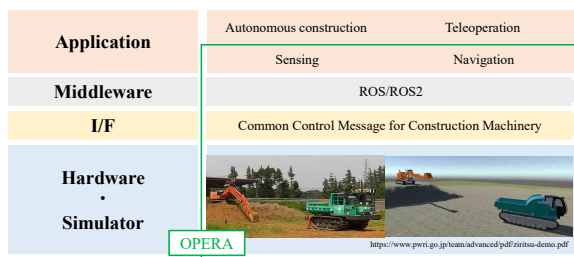 Application
Autonomous construction
Teleoperation
Sensing
Navigation
Middleware
ROS/ROS2
I/F
Common Control Message for Construction Machinery
Hardware
・
Simulator
OPERA
https://www.pwri.go.jp/team/advanced/pdf/ziritsu-demo.pdf